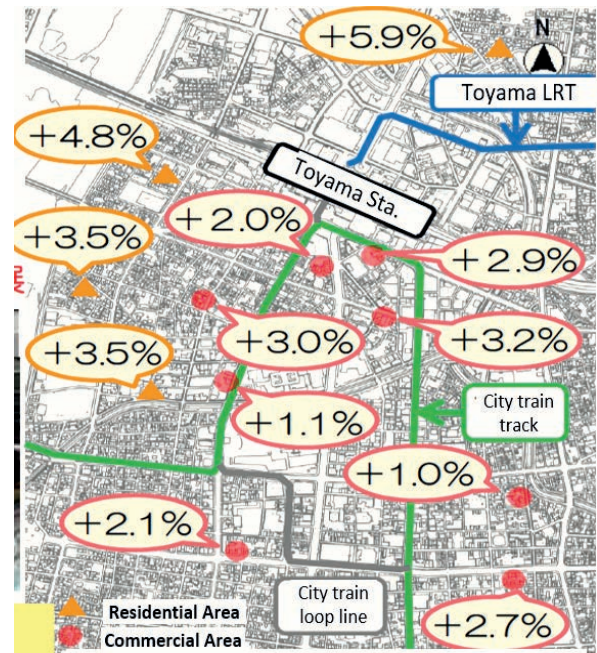 +5.9%
N
Toyama LRT
+4.8%
Toyama Sta.
+2.0%
+3.5%
+2.9%
+3.0%
+3.2%
+3.5%
+1.1%
City train
track
+1.0%
+2.1%
City train
loop line
Residential Area
Commercial Area
+2.7%